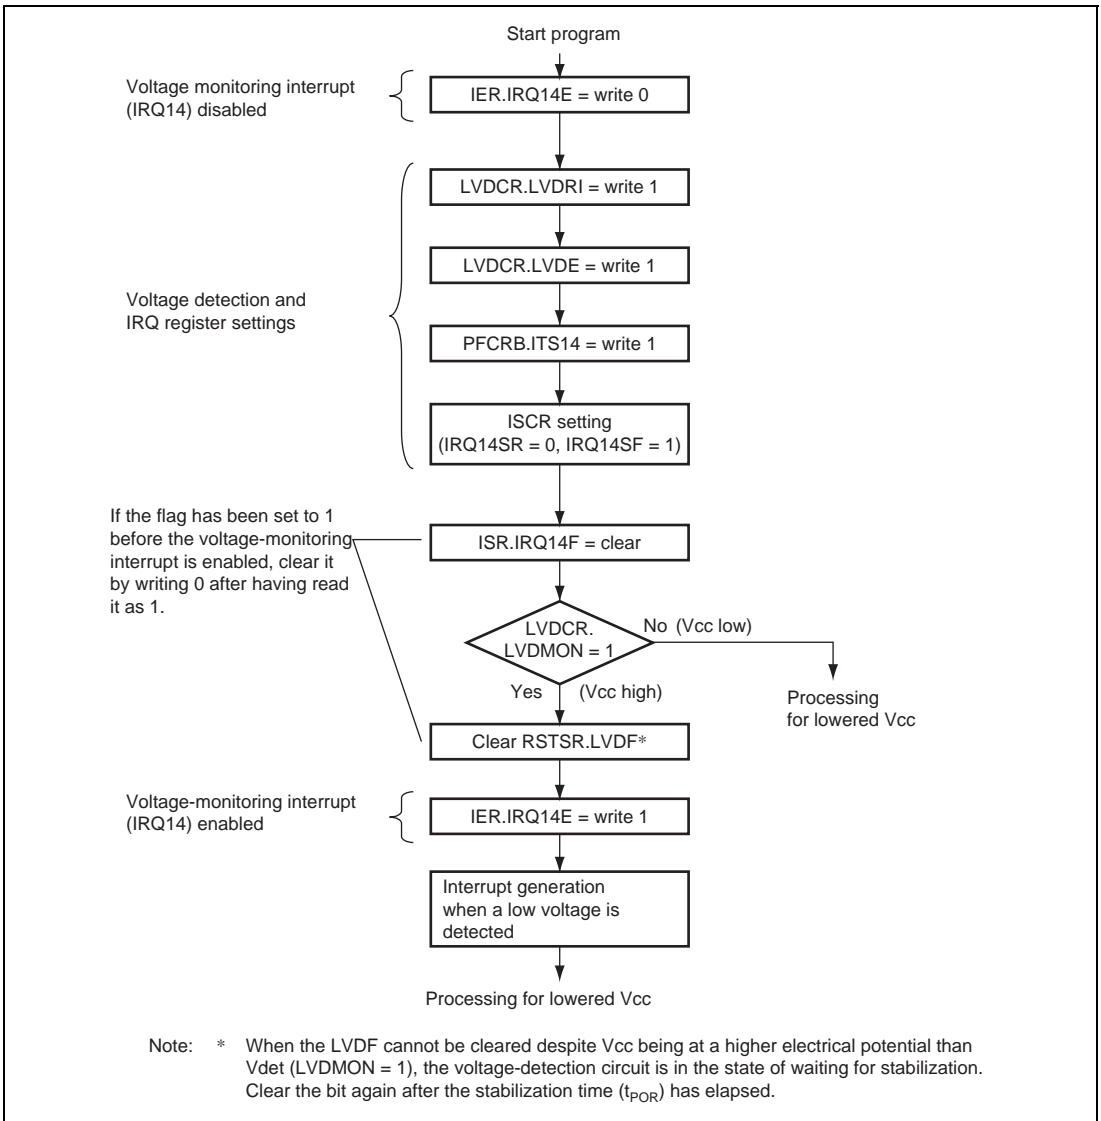 Start program
Voltage monitoring interrupt
(IRQ14) disabled
IER.IRQ14E = write 0
LVDCR.LVDRI = write 1
LVDCR.LVDE = write 1
Voltage detection and
IRQ register settings
PFCRB.ITS14 = write 1
ISCR setting
(IRQ14SR = 0, IRQ14SF = 1)
If the flag has been set to 1
before the voltage-monitoring
interrupt is enabled, clear it
by writing 0 after having read
it as 1.
ISR.IRQ14F = clear
LVDCR.
LVDMON = 1
No (Vcc low)
Yes (Vcc high)
Processing
for lowered Vcc
Clear RSTSR.LVDF*
Voltage-monitoring interrupt
(IRQ14) enabled
IER.IRQ14E = write 1
Interrupt generation
when a low voltage is
detected
Processing for lowered Vcc
Note: * When the LVDF cannot be cleared despite Vcc being at a higher electrical potential than
Vdet (LVDMON = 1), the voltage-detection circuit is in the state of waiting for stabilization.
Clear the bit again after the stabilization time (tPOR) has elapsed.